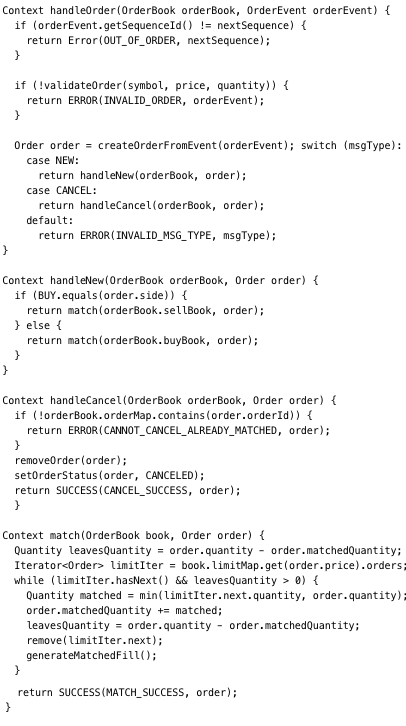 Context handleOrder(OrderBook orderBook, OrderEvent orderEvent) {
if (orderEvent.getSequenceId() != nextSequence) {
return Error(OUT_OF_ORDER, nextSequence);
}
if (!validateOrder(symbol, price, quantity)) {
return ERROR(INVALID_ORDER, orderEvent);
}
Order order = createOrderFromEvent(orderEvent); switch (msgType):
case NEW:
return handleNew(orderBook, order);
case CANCEL:
return handleCancel(orderBook, order);
default:
return ERROR(INVALID_MSG_TYPE, msgType);
}
Context handleNew(OrderBook orderBook, Order order) {
if (BUY.equals(order.side)) {
return match(orderBook.sellBook, order);
} else {
return match(orderBook.buyBook, order);
}
}
Context handleCancel(OrderBook orderBook, Order order) {
if (!orderBook.orderMap.contains(order.orderId)) {
return ERROR(CANNOT_CANCEL_ALREADY_MATCHED, order);
}
removeOrder(order);
setOrderStatus(order, CANCELED);
return SUCCESS(CANCEL_SUCCESS, order);
}
Context match(OrderBook book, Order order) {
Quantity leavesQuantity = order.quantity - order.matchedQuantity;
Iterator<Order> limitIter = book.limitMap.get(order.price).orders;
while (limitIter.hasNext() && leavesQuantity > 0) {
Quantity matched = min(limitIter.next.quantity, order.quantity);
order.matchedQuantity += matched;
leavesQuantity = order.quantity - order.matchedQuantity;
remove(limitIter.next);
generateMatchedFill();
}
return SUCCESS(MATCH_SUCCESS, order);
}